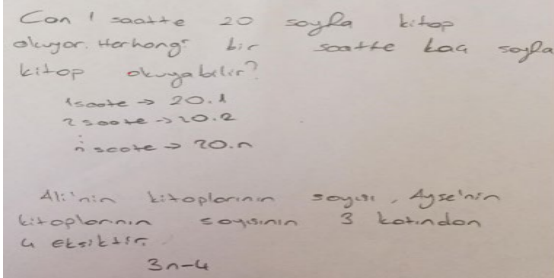 Can 1 saatte 20 sayfa kitap
okuyor. Herhangi bir saatte kaç sayfa
kitap okuyabilir?
1 saate → 20.1
2 saate → 20.2
n saate → 20.n
Ali'nin kitaplarının sayısı, Ayşe'nin
kitaplarının sayısının 3 katından
4 eksiktir.
3n-4